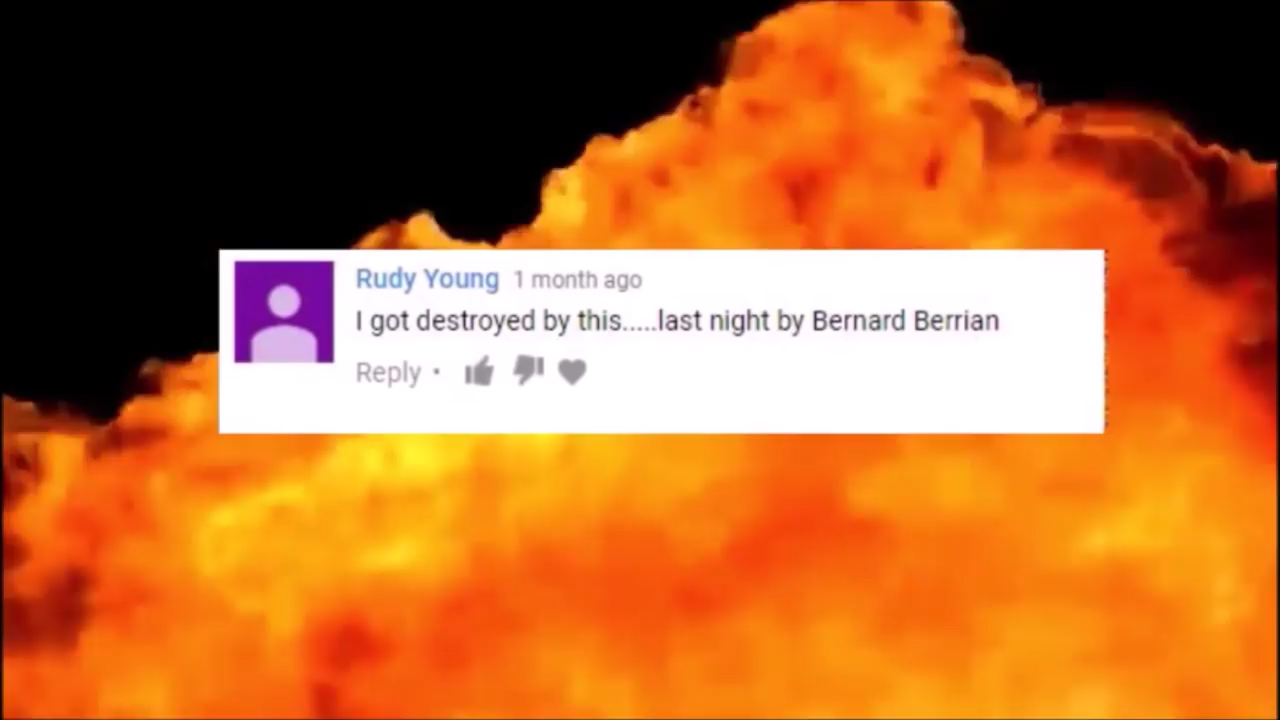 Rudy Young 1 month ago
I got destroyed by this.....last night by Bernard Berrian
Reply •